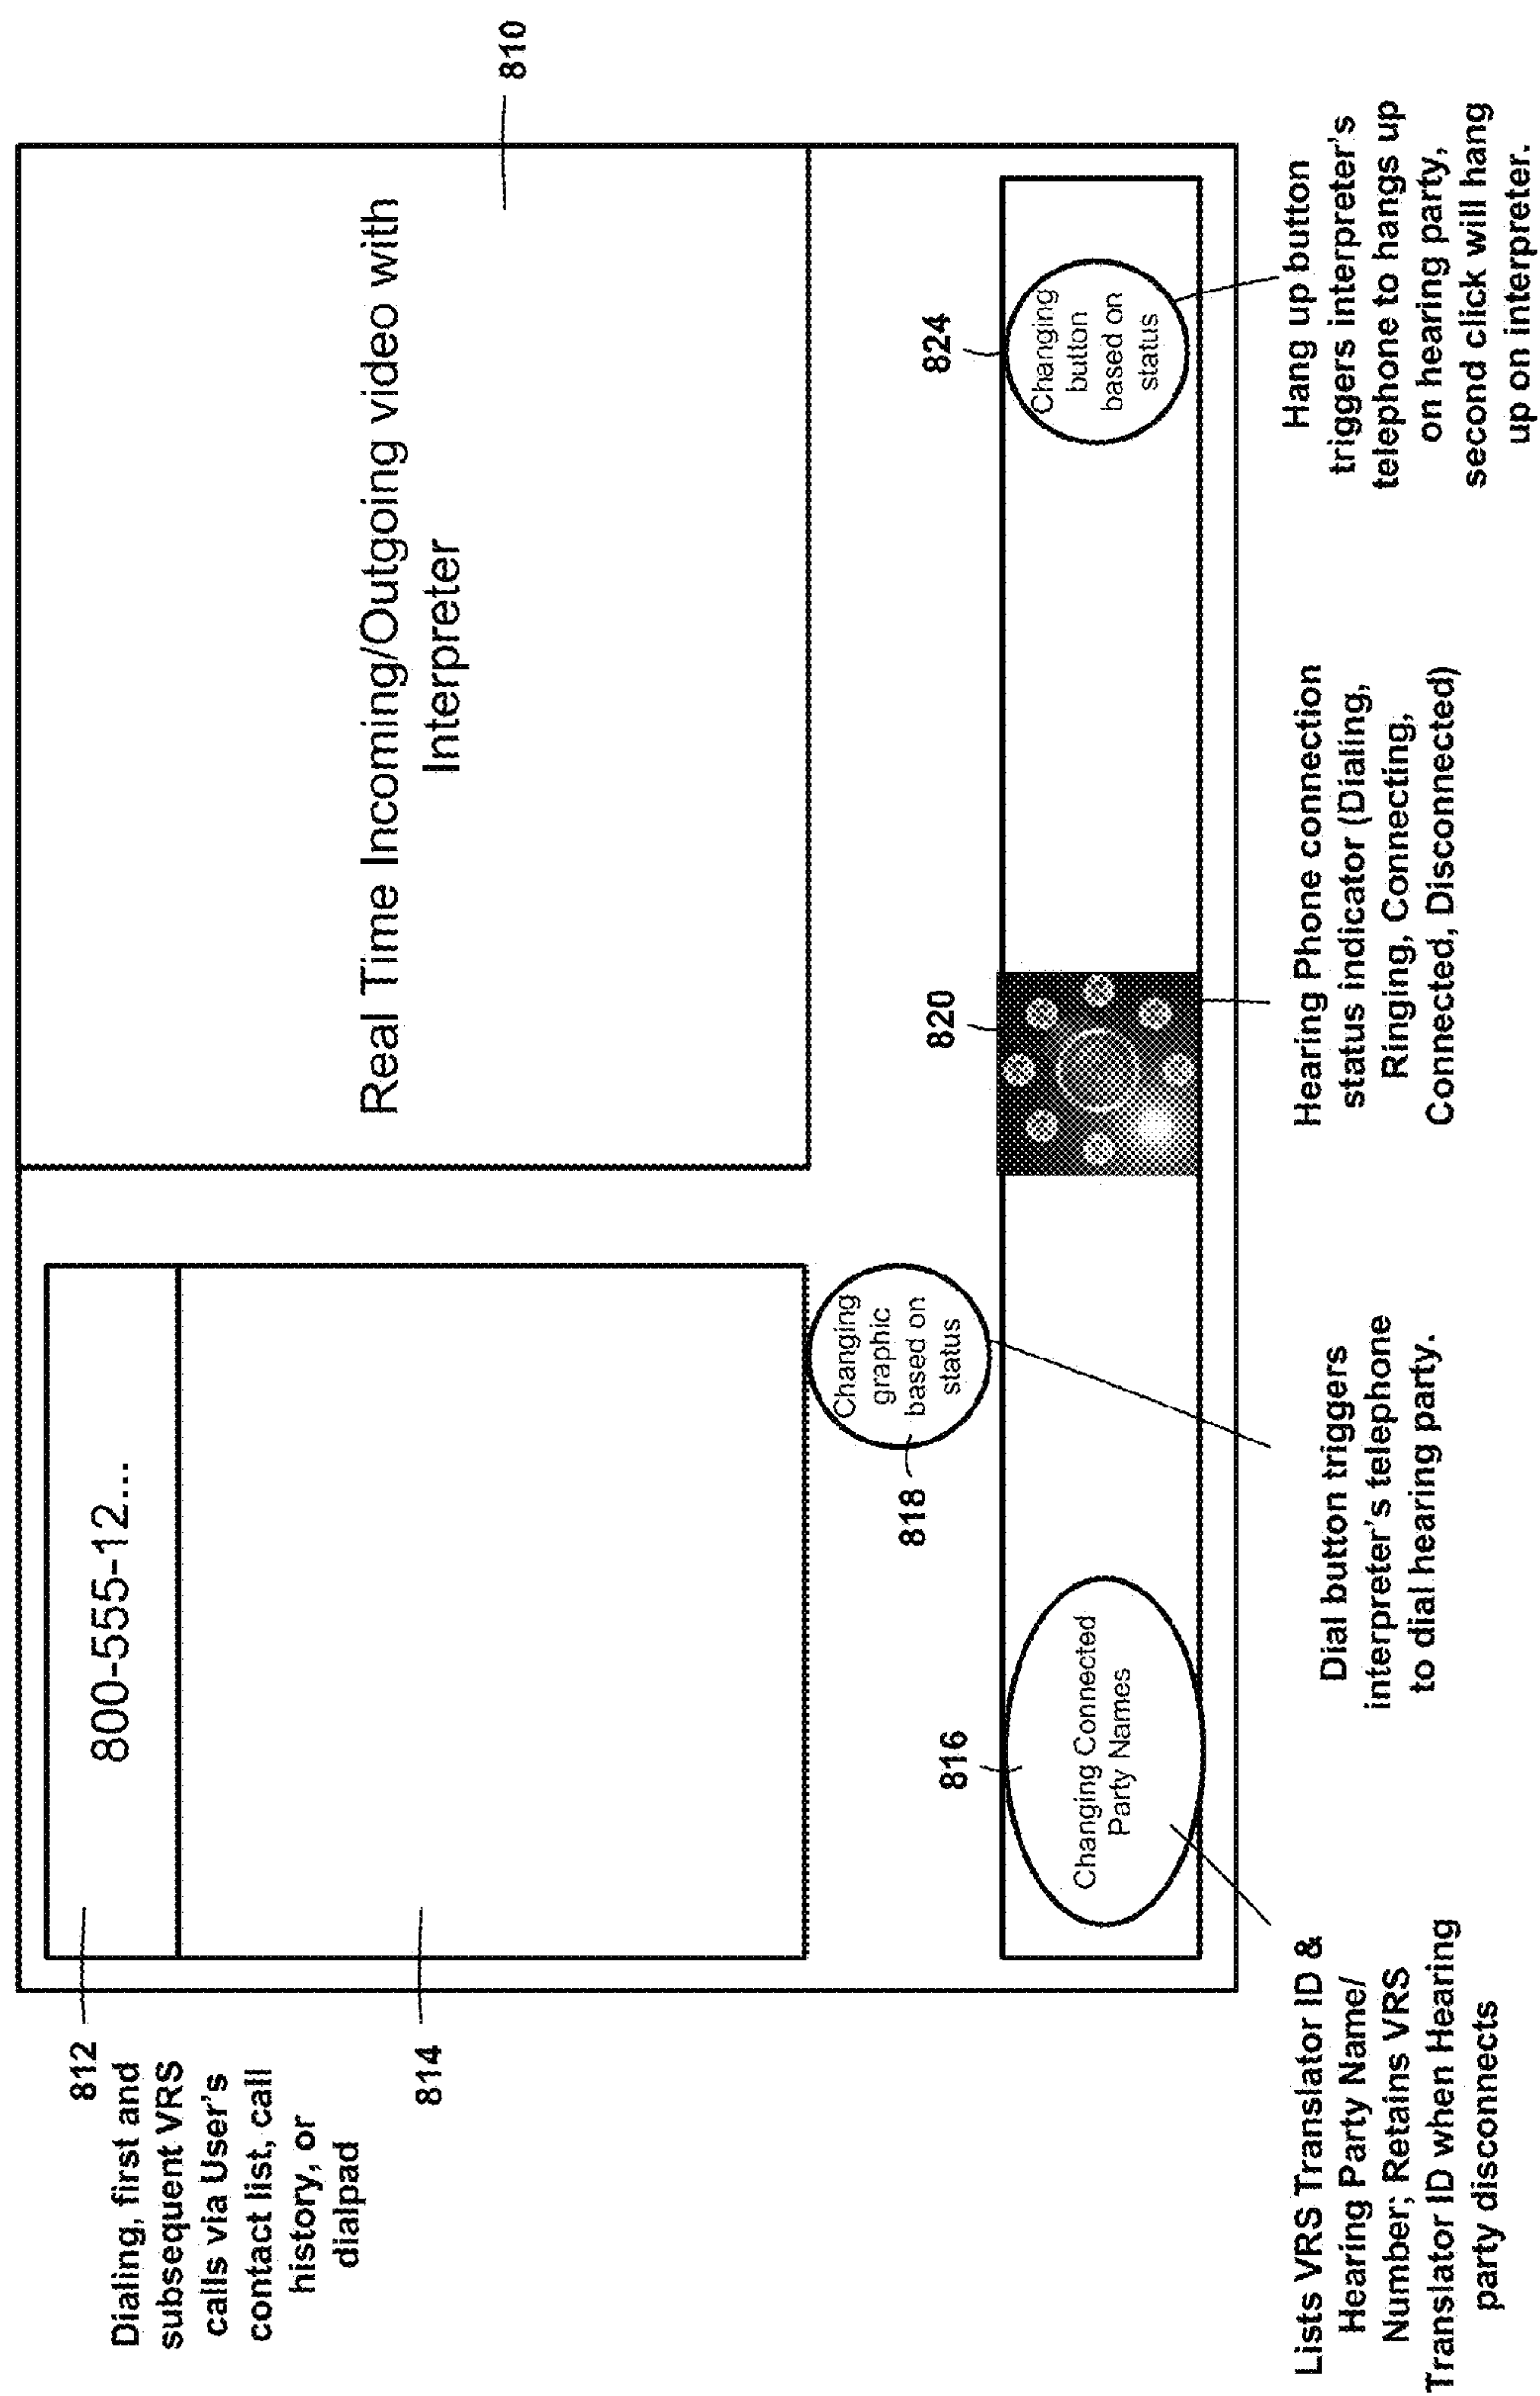 812
Dialing, first and
subsequent VRS
calls via User's
contact list, call
history, or
dialpad
814
800-555-12...
Real Time Incoming/Outgoing video with
Interpreter
810
818
Changing
graphic
based on
status
816
Changing Connected
Party Names
820
824
Changing
button
based on
status
Lists VRS Translator ID &
Hearing Party Name/
Number; Retains VRS
Translator ID when Hearing
party disconnects
Dial button triggers
interpreter's telephone
to dial hearing party.
Hearing Phone connection
status indicator (Dialing,
Ringing, Connecting,
Connected, Disconnected)
Hang up button
triggers interpreter's
telephone to hangs up
on hearing party,
second click will hang
up on interpreter.